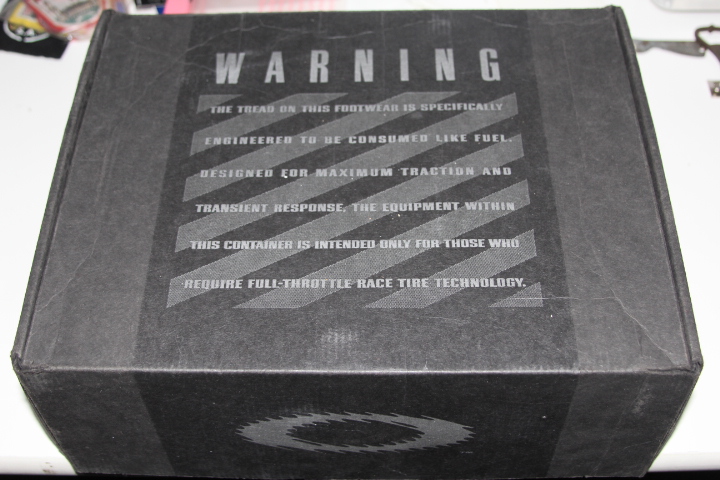 WARNING
THE TREAD ON THIS FOOTWEAR IS SPECIFICALLY
ENGINEERED TO BE CONSUMED LIKE FUEL.
DESIGNED FOR MAXIMUM TRACTION AND
TRANSIENT RESPONSE, THE EQUIPMENT WITHIN
THIS CONTAINER IS INTENDED ONLY FOR THOSE WHO
REQUIRE FULL-THROTTLE RACE TIRE TECHNOLOGY.